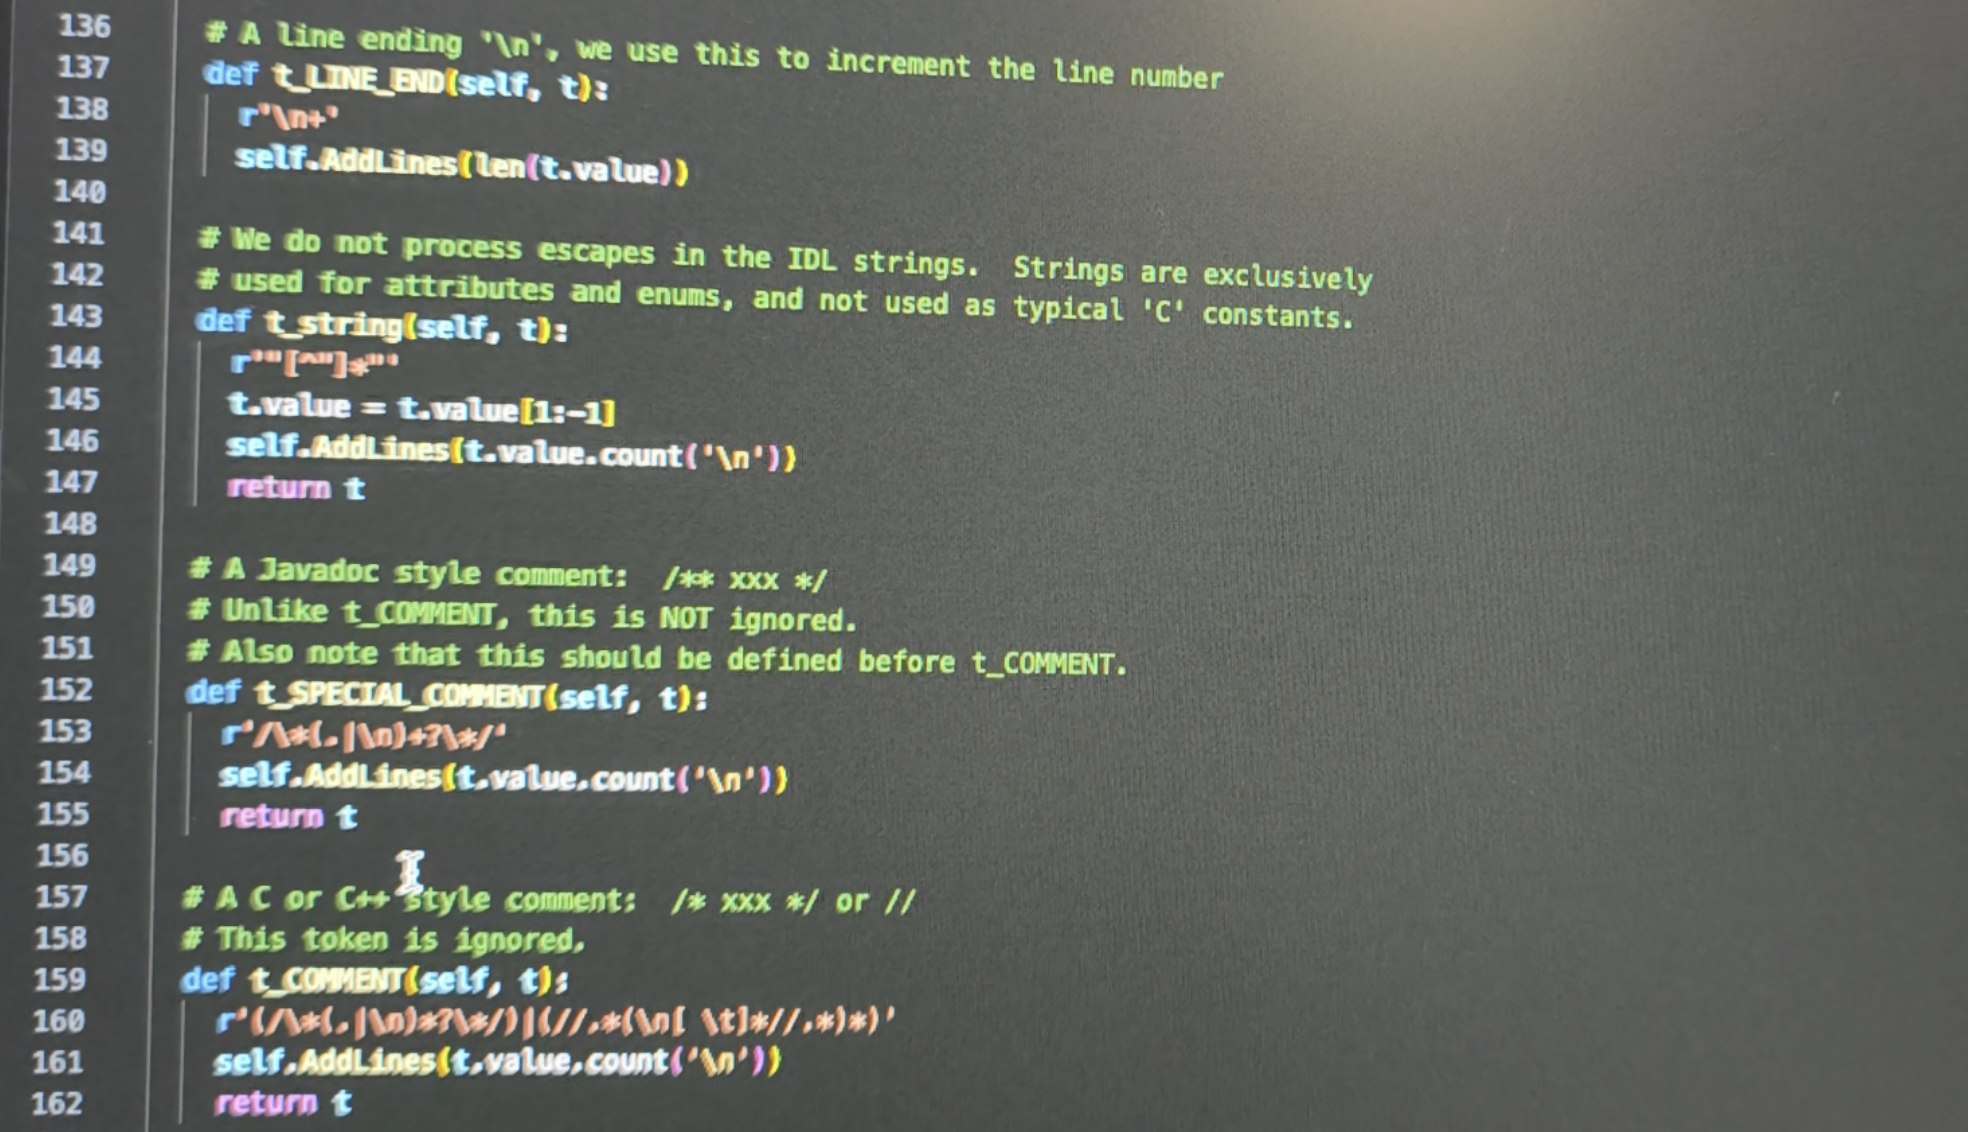 136 # A line ending '\n', we use this to increment the line number
137 def t_LINE_END(self, t):
138 r'\n+'
139 self.AddLines(len(t.value))
140
141 # We do not process escapes in the IDL strings.  Strings are exclusively
142 # used for attributes and enums, and not used as typical 'C' constants.
143 def t_string(self, t):
144 r'"[^"]*"'
145 t.value = t.value[1:-1]
146 self.AddLines(t.value.count('\n'))
147 return t
148
149 # A Javadoc style comment:  /** xxx */
150 # Unlike t_COMMENT, this is NOT ignored.
151 # Also note that this should be defined before t_COMMENT.
152 def t_SPECIAL_COMMENT(self, t):
153 r'/\*(.|\n)+?\*/'
154 self.AddLines(t.value.count('\n'))
155 return t
156
157 # A C or C++ style comment:  /* xxx */ or //
158 # This token is ignored.
159 def t_COMMENT(self, t):
160 r'(/\*(.|\n)*?\*/)|(//.*(\n[ \t]*//.*)*)'
161 self.AddLines(t.value.count('\n'))
162 return t